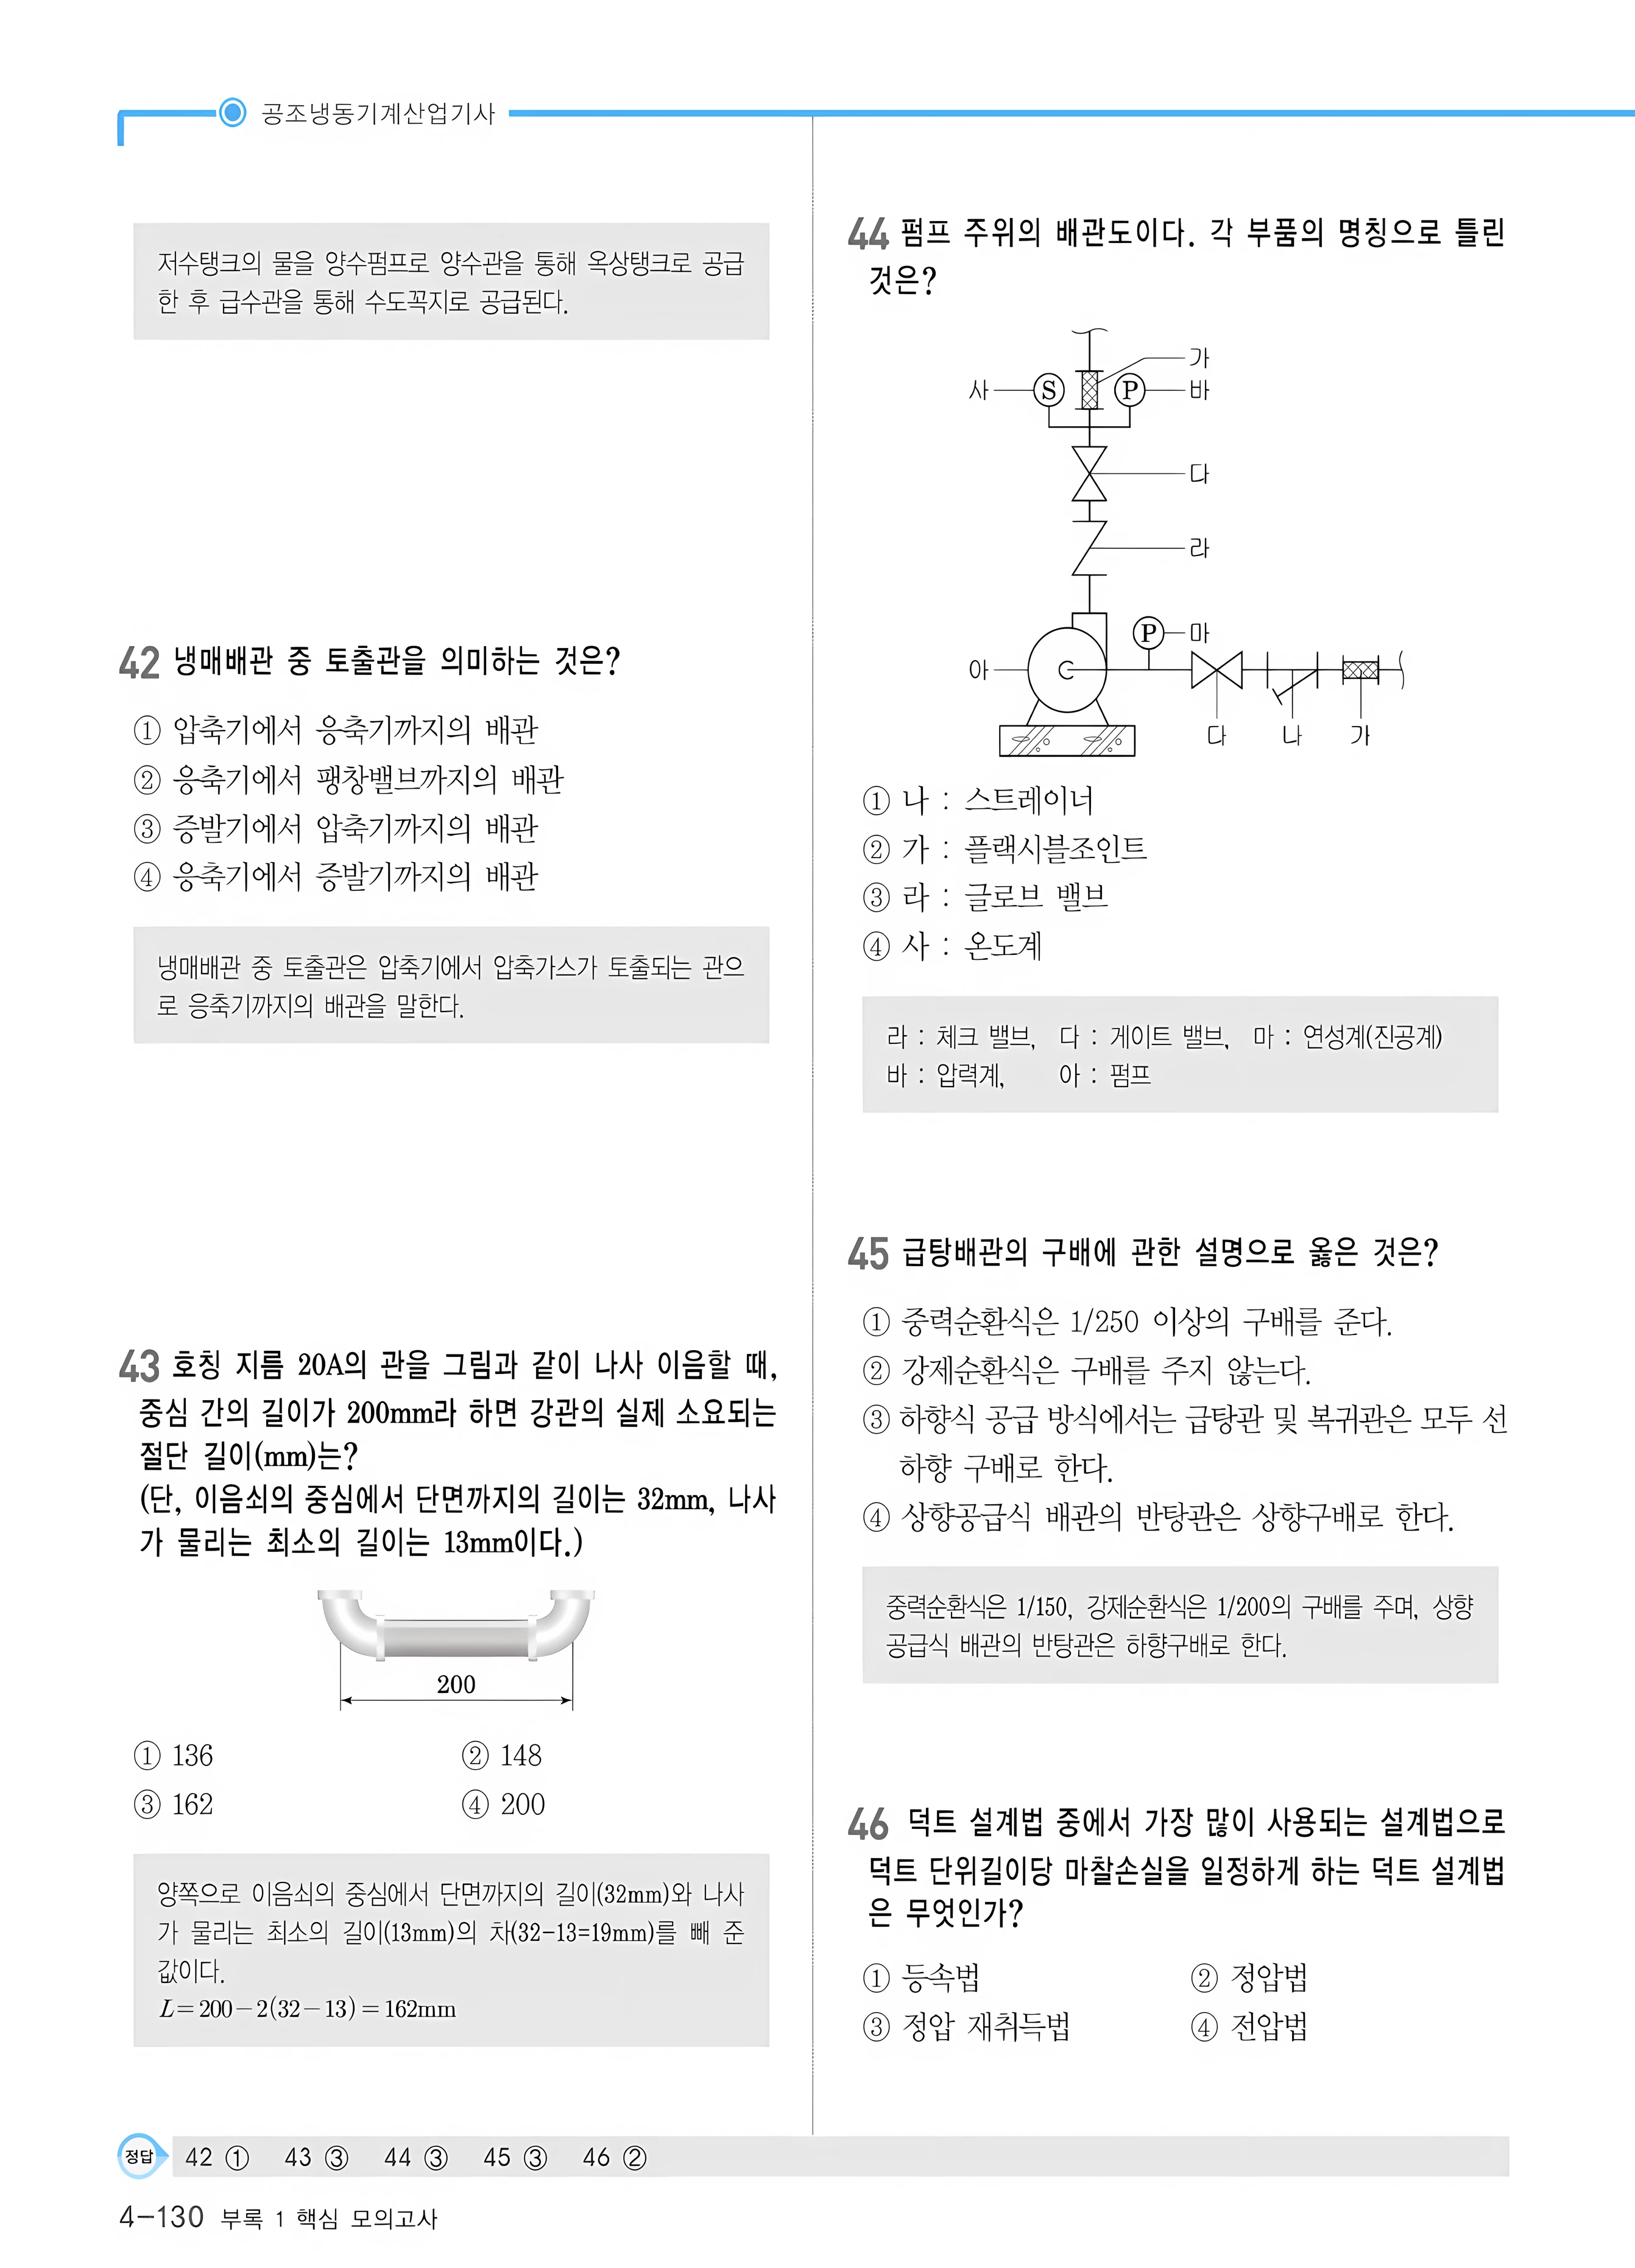 공조냉동기계산업기사
저수탱크의 물을 양수펌프로 양수관을 통해 옥상탱크로 공급
한 후 급수관을 통해 수도꼭지로 공급된다.
42 냉매배관 중 토출관을 의미하는 것은?
① 압축기에서 응축기까지의 배관
② 응축기에서 팽창밸브까지의 배관
③ 증발기에서 압축기까지의 배관
④ 응축기에서 증발기까지의 배관
냉매배관 중 토출관은 압축기에서 압축가스가 토출되는 관으
로 응축기까지의 배관을 말한다.
43 호칭 지름 20A의 관을 그림과 같이 나사 이음할 때,
중심 간의 길이가 200mm라 하면 강관의 실제 소요되는
절단 길이(mm)는?
(단, 이음쇠의 중심에서 단면까지의 길이는 32mm, 나사
가 물리는 최소의 길이는 13mm이다.)
200
① 136 ② 148
③ 162 ④ 200
양쪽으로 이음쇠의 중심에서 단면까지의 길이(32mm)와 나사
가 물리는 최소의 길이(13mm)의 차(32-13=19mm)를 빼 준
값이다.
L=200-2(32-13)=162mm
44 펌프 주위의 배관도이다. 각 부품의 명칭으로 틀린
것은?
가
사 S P 바
다
라
P 마
아
다 나 가
① 나 : 스트레이너
② 가 : 플랙시블조인트
③ 라 : 글로브 밸브
④ 사 : 온도계
라 : 체크 밸브, 다 : 게이트 밸브, 마 : 연성계(진공계)
바 : 압력계, 아 : 펌프
45 급탕배관의 구배에 관한 설명으로 옳은 것은?
① 중력순환식은 1/250 이상의 구배를 준다.
② 강제순환식은 구배를 주지 않는다.
③ 하향식 공급 방식에서는 급탕관 및 복귀관은 모두 선
하향 구배로 한다.
④ 상향공급식 배관의 반탕관은 상향구배로 한다.
중력순환식은 1/150, 강제순환식은 1/200의 구배를 주며, 상향
공급식 배관의 반탕관은 하향구배로 한다.
46 덕트 설계법 중에서 가장 많이 사용되는 설계법으로
덕트 단위길이당 마찰손실을 일정하게 하는 덕트 설계법
은 무엇인가?
① 등속법 ② 정압법
③ 정압 재취득법 ④ 전압법
정답 42 ① 43 ③ 44 ③ 45 ③ 46 ②
4-130 부록 1 핵심 모의고사